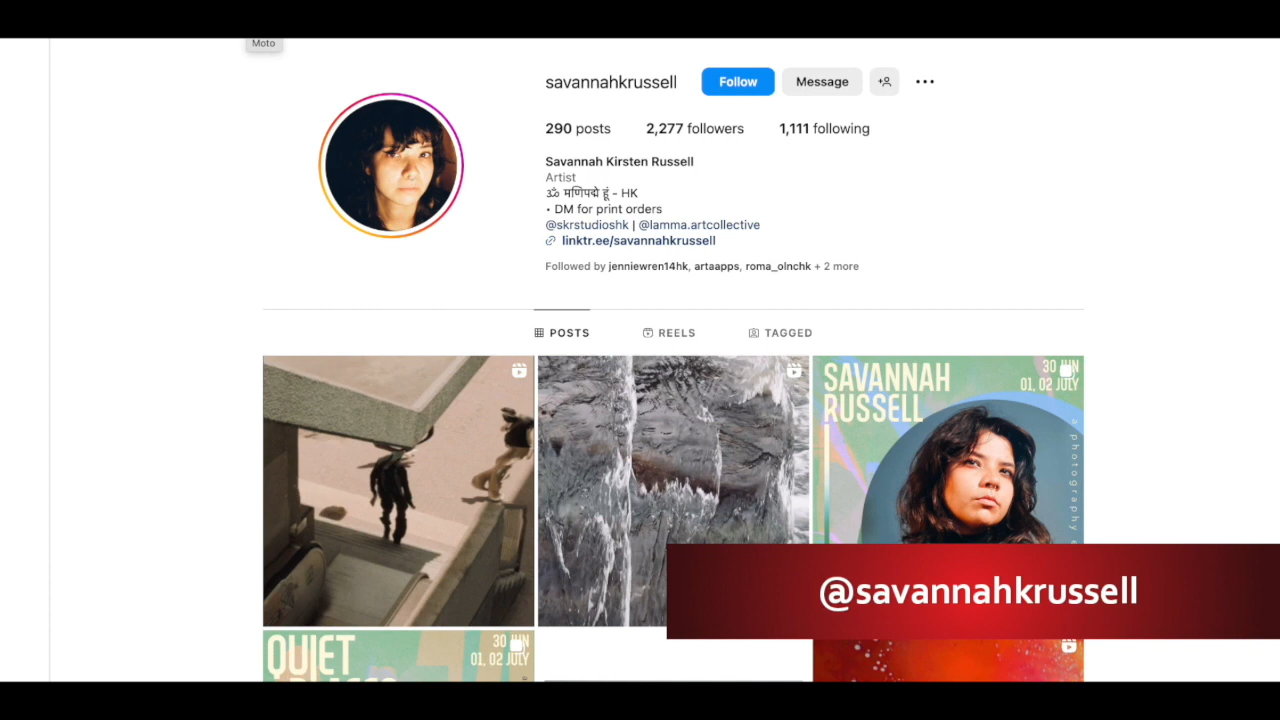 Moto
savannahkrussell Follow Message
290 posts 2,277 followers 1,111 following
Savannah Kirsten Russell
Artist
ॐ मणिपद्मे हूं - HK
• DM for print orders
@skrstudioshk | @lamma.artcollective
linktr.ee/savannahkrussell
Followed by jenniewren14hk, artaapps, roma_olnchk + 2 more
POSTS REELS TAGGED
SAVANNAH
RUSSELL
30 JUN
01, 02 JULY
a photography
@savannahkrussell
QUIET
30 JUN
01, 02 JULY